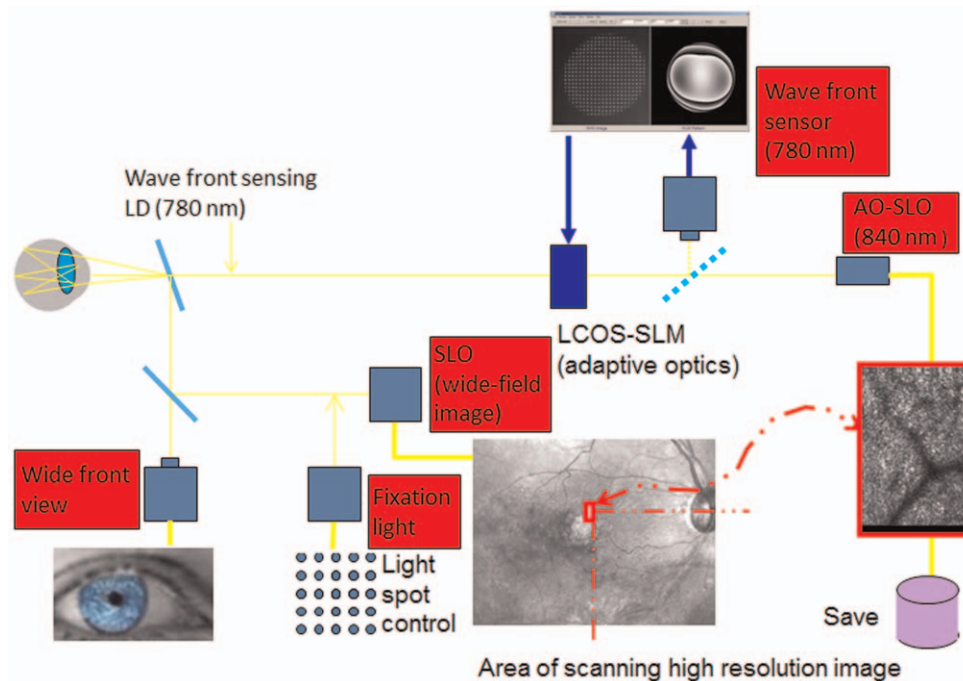 Wave front
sensor
(780 nm)
Wave front sensing
LD (780 nm)
AO-SLO
(840 nm)
LCOS-SLM
(adaptive optics)
SLO
(wide-field
image)
Wide front
view
Fixation
light
Light
spot
control
Save
Area of scanning high resolution image